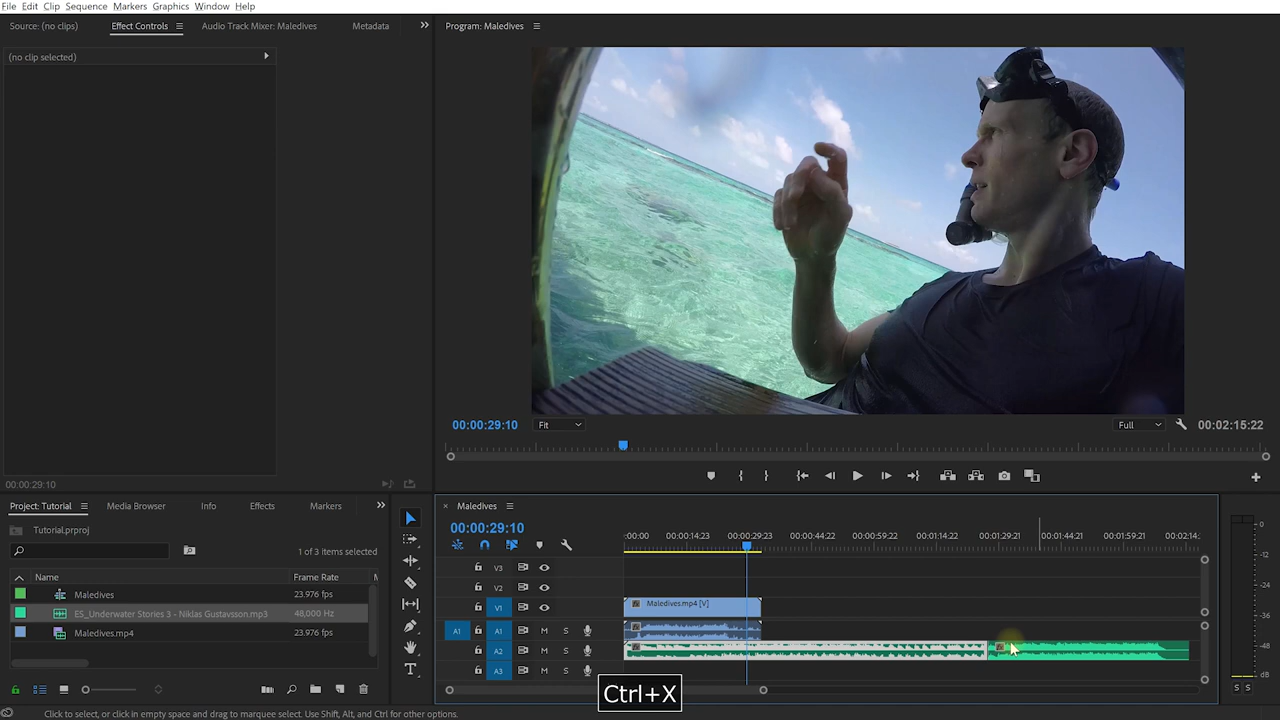 File Edit Clip Sequence Markers Graphics Window Help
Source: (no clips) Effect Controls Audio Track Mixer: Maledives Metadata
Program: Maledives
(no clip selected)
00:00:29:10 Fit Full 00:02:15:22
00:00:29:10
Project: Tutorial Media Browser Info Effects Markers
Maledives
Tutorial.prproj
00:00:29:10
1 of 3 items selected
:00:00 00:00:14:23 00:00:29:23 00:00:44:22 00:00:59:22 00:01:14:22 00:01:29:21 00:01:44:21 00:01:59:21 00:02:14:
Name Frame Rate
Maledives 23.976 fps
ES_Underwater Stories 3 - Niklas Gustavsson.mp3 48,000 Hz
Maledives.mp4 23.976 fps
V3
V2
V1 V1 Maledives.mp4 [V]
A1 A1 M S
A2 M S
A3 M S
0
-12
-24
-36
-48
dB
S S
Ctrl+X
Click to select, or click in empty space and drag to marquee select. Use Shift, Alt, and Ctrl for other options.